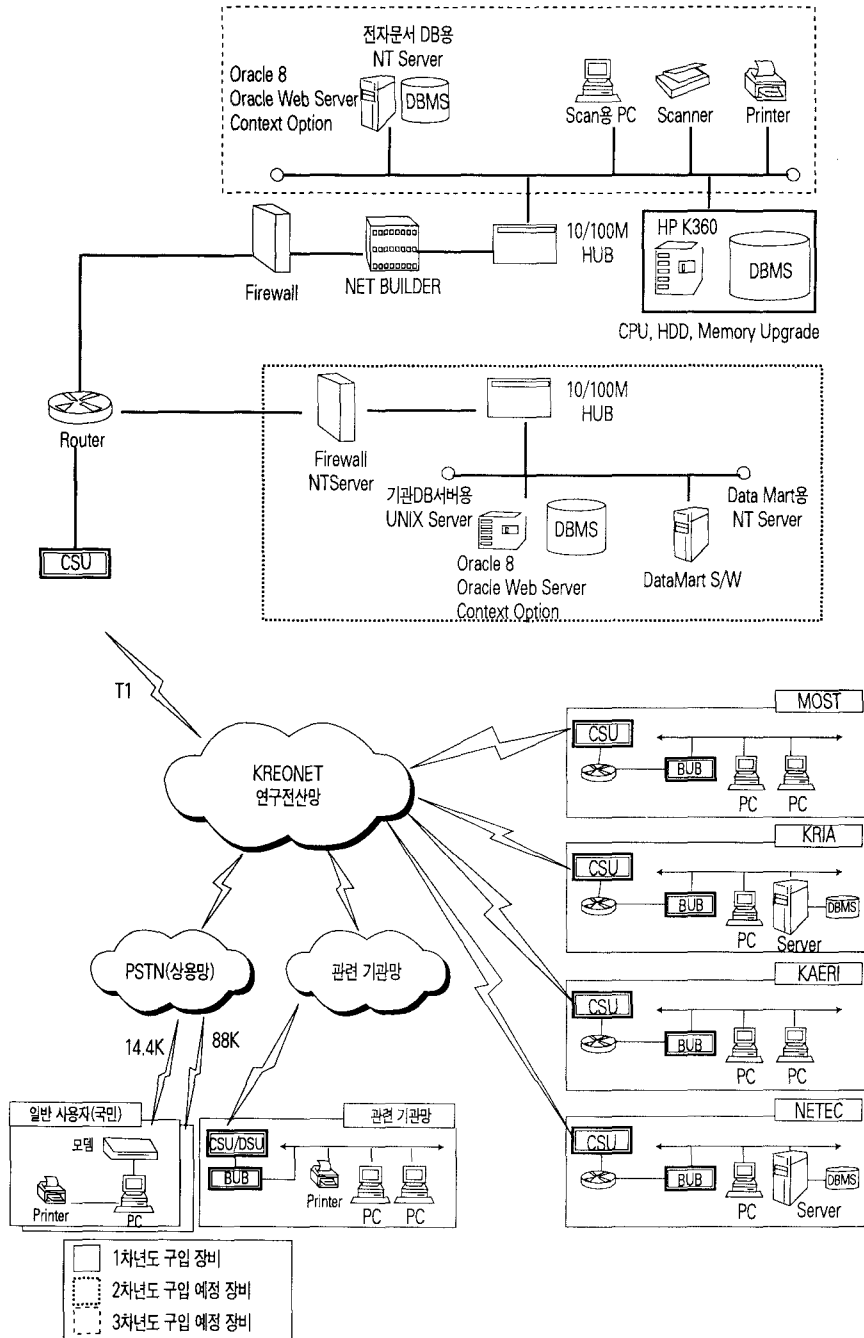 전자문서 DB용
NT Server
Oracle 8
Oracle Web Server
Context Option
DBMS
Scan용 PC
Scanner
Printer
Firewall
NET BUILDER
10/100M
HUB
HP K360
DBMS
CPU, HDD, Memory Upgrade
Router
CSU
Firewall
NTServer
10/100M
HUB
기관DB서버용
UNIX Server
DBMS
Oracle 8
Oracle Web Server
Context Option
Data Mart용
NT Server
DataMart S/W
T1
KREONET
연구전산망
PSTN(상용망)
관련 기관망
14.4K
88K
MOST
CSU
BUB
PC
PC
KRIA
CSU
BUB
PC
Server
DBMS
KAERI
CSU
BUB
PC
PC
NETEC
CSU
BUB
PC
Server
DBMS
일반 사용자(국민)
모뎀
Printer
PC
관련 기관망
CSU/DSU
BUB
Printer
PC
PC
1차년도 구입 장비
2차년도 구입 예정 장비
3차년도 구입 예정 장비